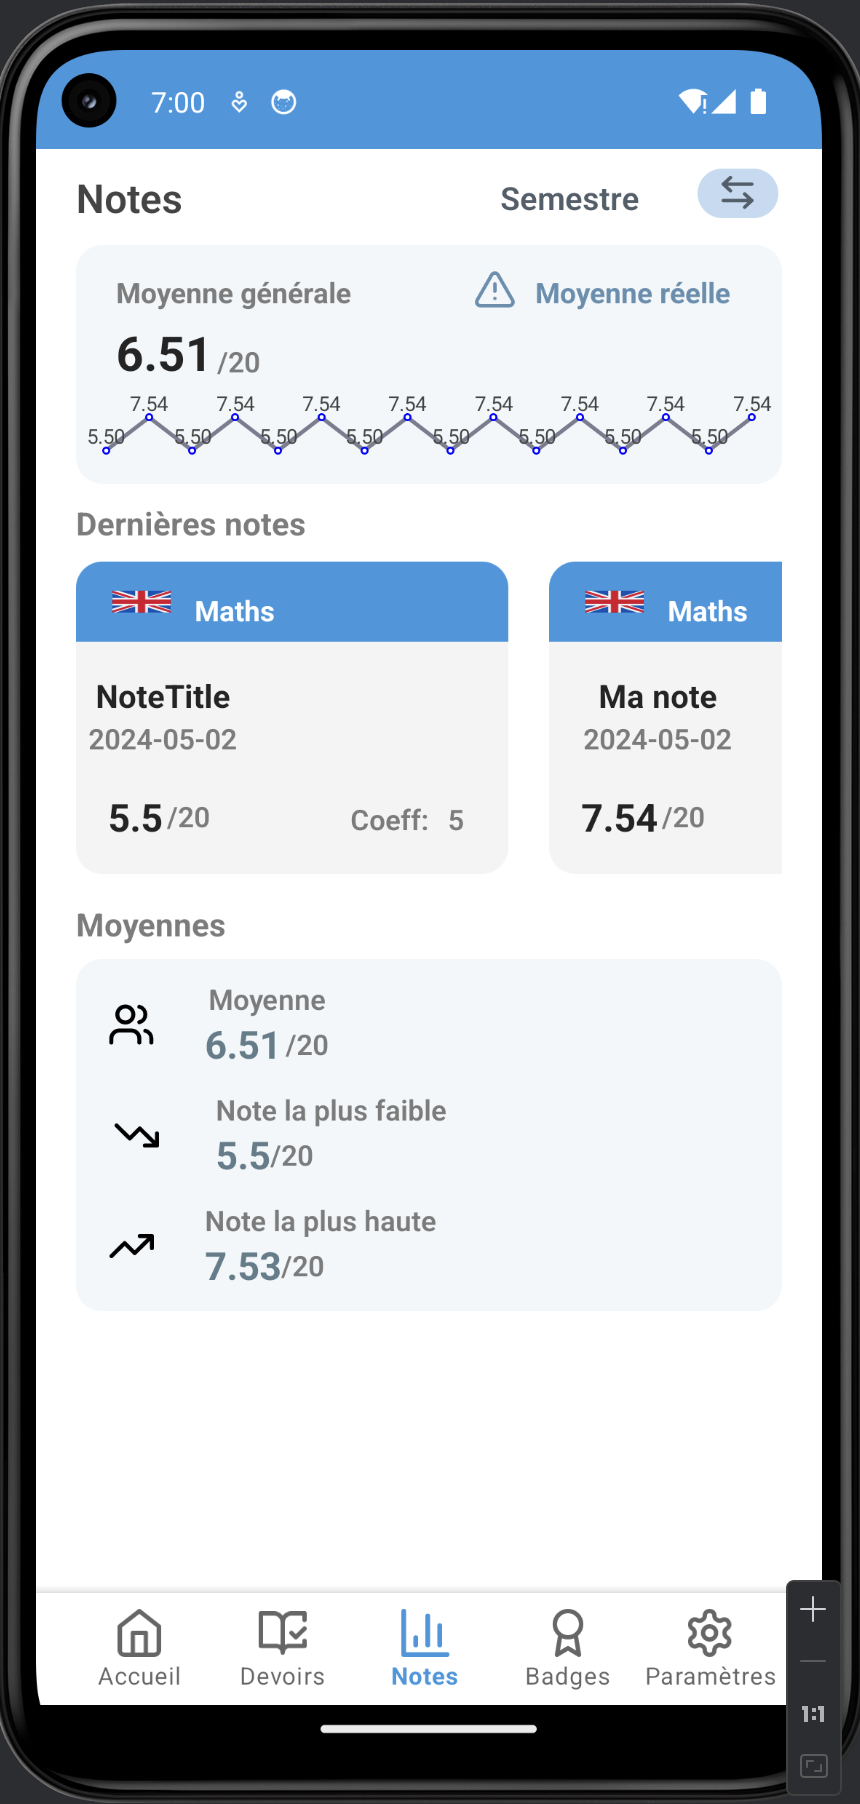 7:00
Notes Semestre
Moyenne générale Moyenne réelle
6.51 /20
7.54 7.54 7.54 7.54 7.54 7.54 7.54 7.54
5.50 5.50 5.50 5.50 5.50 5.50 5.50 5.50
Dernières notes
Maths Maths
NoteTitle Ma note
2024-05-02 2024-05-02
5.5 /20 Coeff: 5 7.54 /20
Moyennes
Moyenne
6.51 /20
Note la plus faible
5.5/20
Note la plus haute
7.53/20
Accueil Devoirs Notes Badges Paramètres
1:1